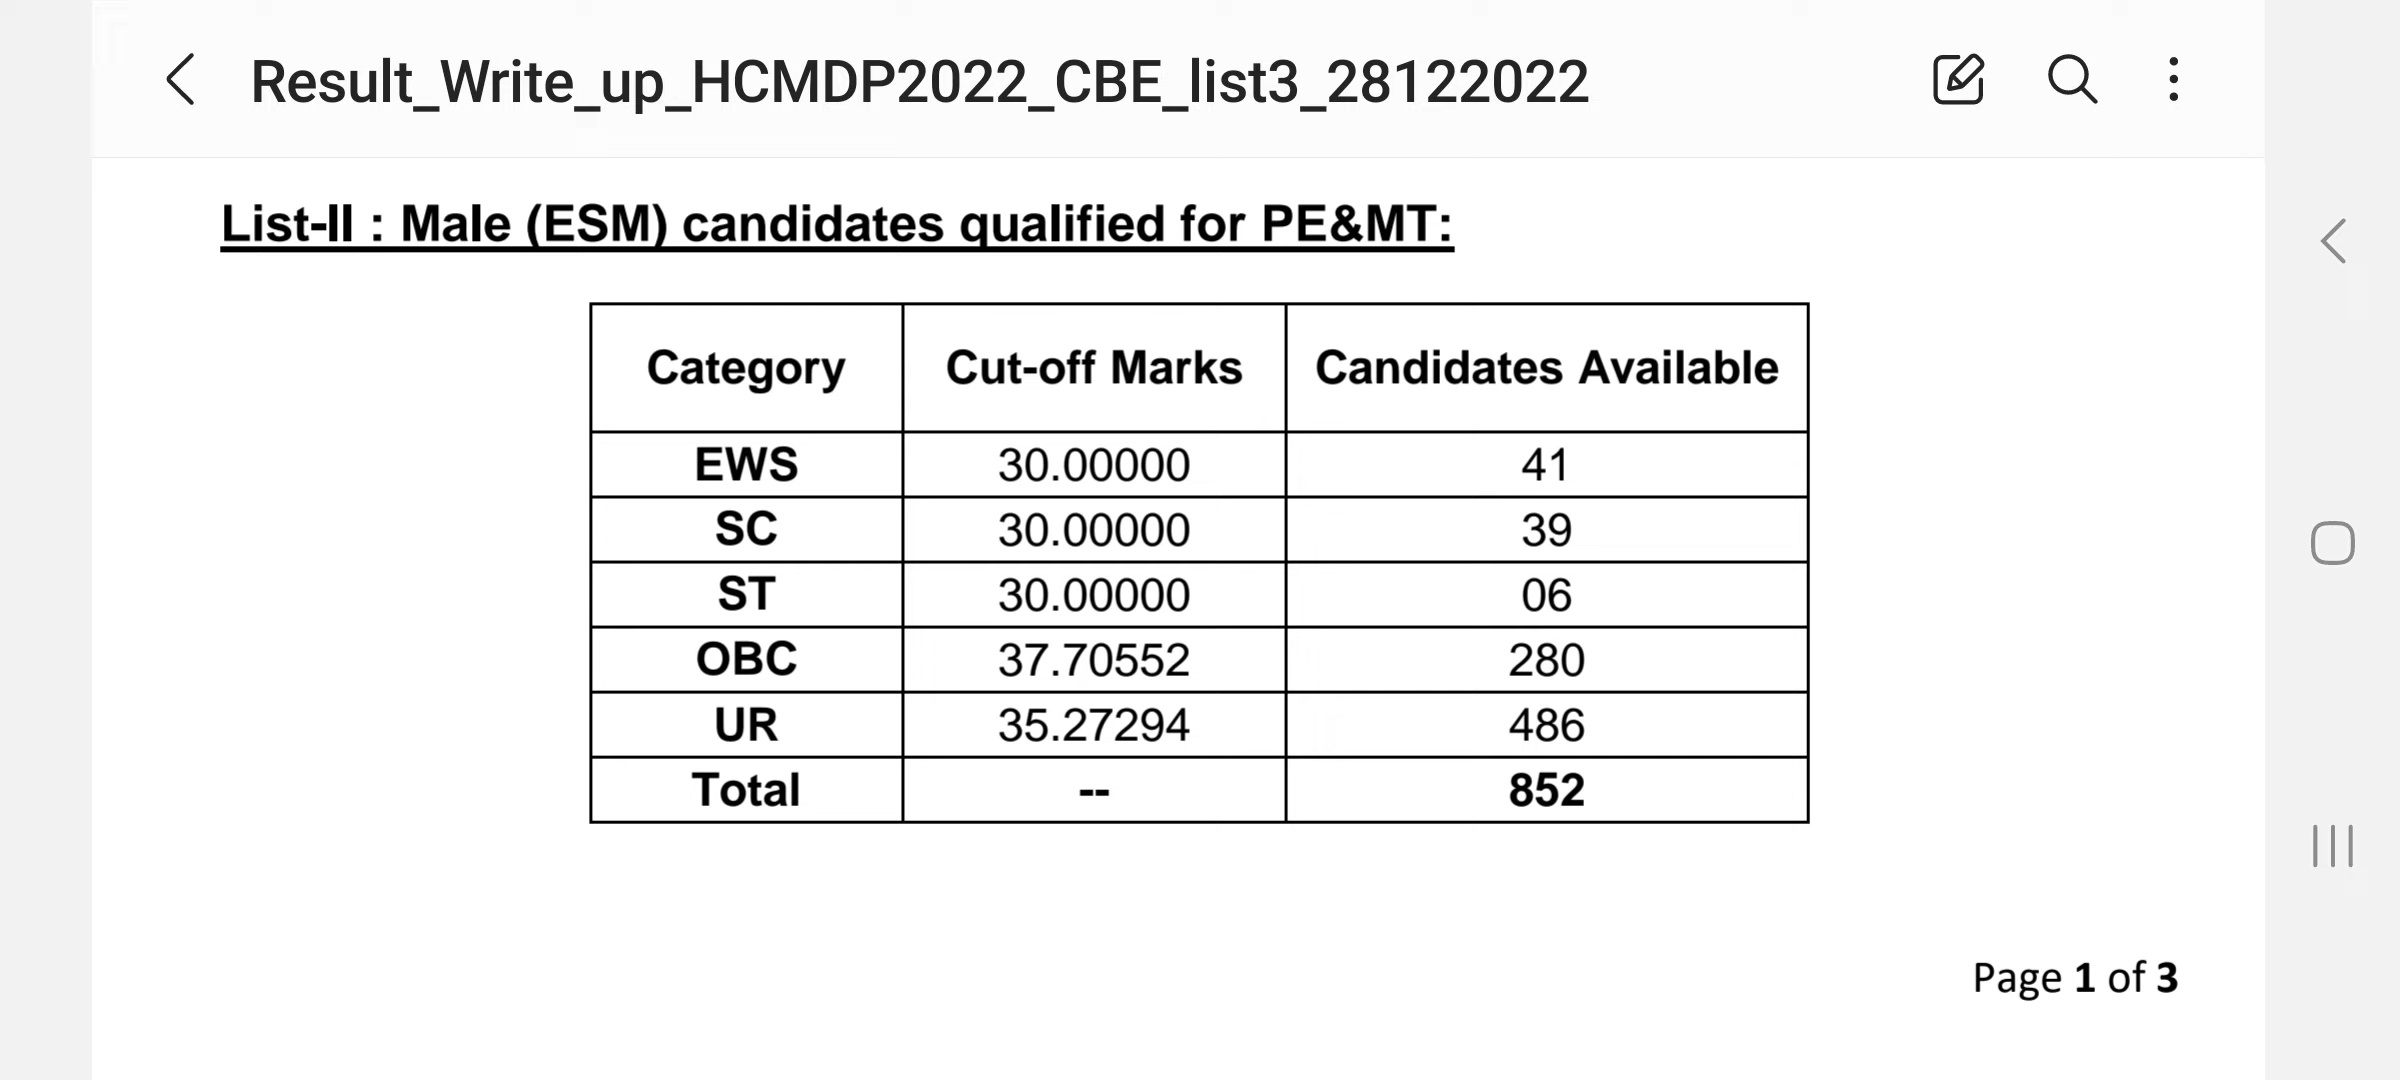 Result_Write_up_HCMDP2022_CBE_list3_28122022
List-II : Male (ESM) candidates qualified for PE&MT:
Category Cut-off Marks Candidates Available
EWS 30.00000 41
SC 30.00000 39
ST 30.00000 06
OBC 37.70552 280
UR 35.27294 486
Total -- 852
Page 1 of 3